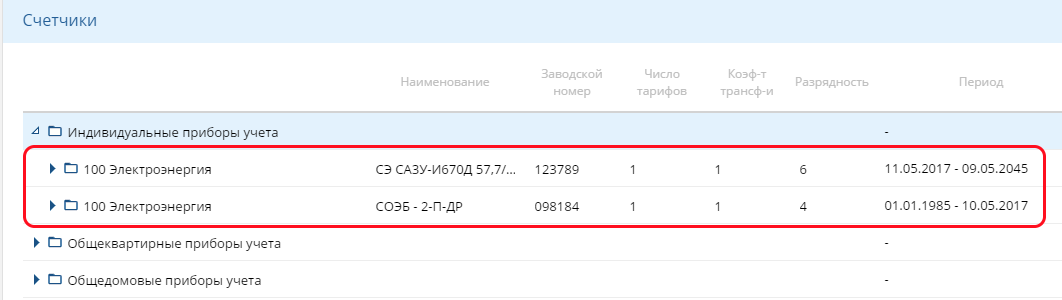 Счетчики
Наименование Заводской номер Число тарифов Коэф-т трансф-и Разрядность Период
Индивидуальные приборы учета -
100 Электроэнергия СЭ САЗУ-И670Д 57,7/... 123789 1 1 6 11.05.2017 - 09.05.2045
100 Электроэнергия СОЭБ - 2-П-ДР 098184 1 1 4 01.01.1985 - 10.05.2017
Общеквартирные приборы учета -
Общедомовые приборы учета -